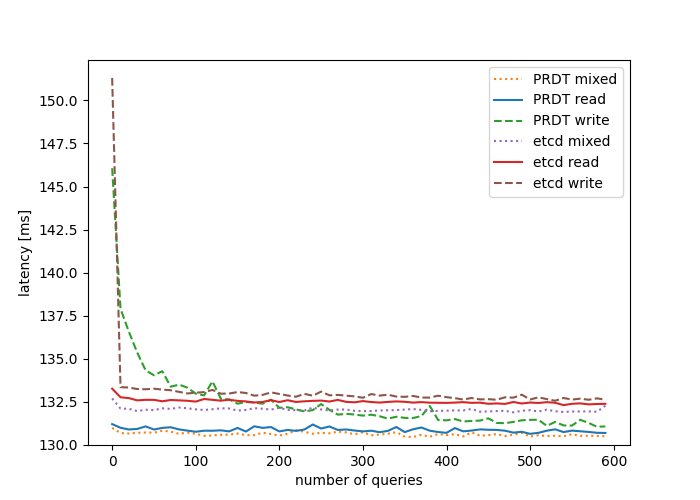 PRDT mixed
PRDT read
PRDT write
etcd mixed
etcd read
etcd write
latency [ms]
150.0
147.5
145.0
142.5
140.0
137.5
135.0
132.5
130.0
0 100 200 300 400 500 600
number of queries